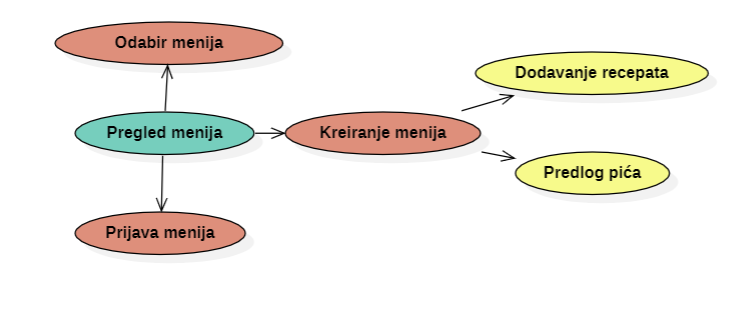 Odabir menija
Dodavanje recepata
Pregled menija
Kreiranje menija
Predlog pića
Prijava menija